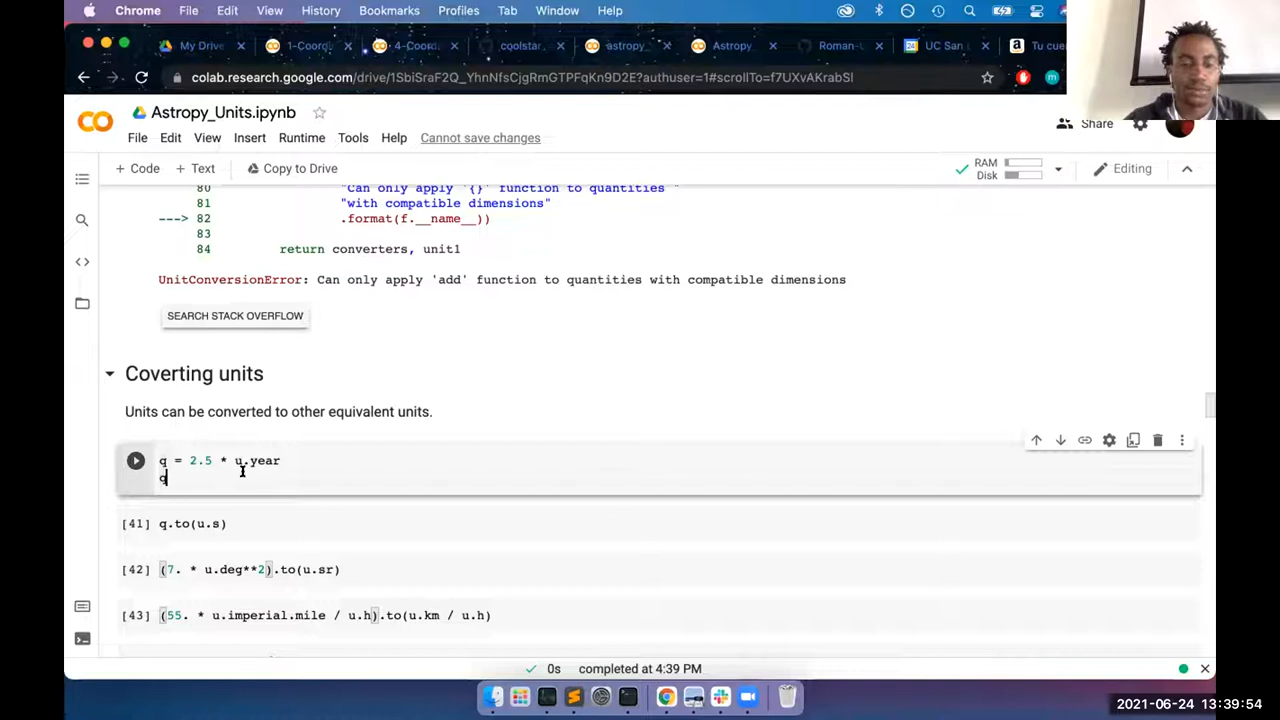 Chrome File Edit View History Bookmarks Profiles Tab Window Help
My Drive 1-Coordi 4-Coordi coolstar astropy_ Astropy Roman- UC San Amazo Tu cuen
colab.research.google.com/drive/1SbiSraF2Q_YhnNfsCjgRmGTPFqKn9D2E?authuser=1#scrollTo=f7UXvAKrabSl
Astropy_Units.ipynb
File Edit View Insert Runtime Tools Help Cannot save changes
Share
+ Code + Text Copy to Drive
RAM
Disk
Editing
80 "Can only apply '{}' function to quantities "
81 "with compatible dimensions"
---> 82 .format(f.__name__))
83
84 return converters, unit1
UnitConversionError: Can only apply 'add' function to quantities with compatible dimensions
SEARCH STACK OVERFLOW
Coverting units
Units can be converted to other equivalent units.
q = 2.5 * u.year
q
[41] q.to(u.s)
[42] (7. * u.deg**2).to(u.sr)
[43] (55. * u.imperial.mile / u.h).to(u.km / u.h)
0s completed at 4:39 PM
2021-06-24 13:39:54